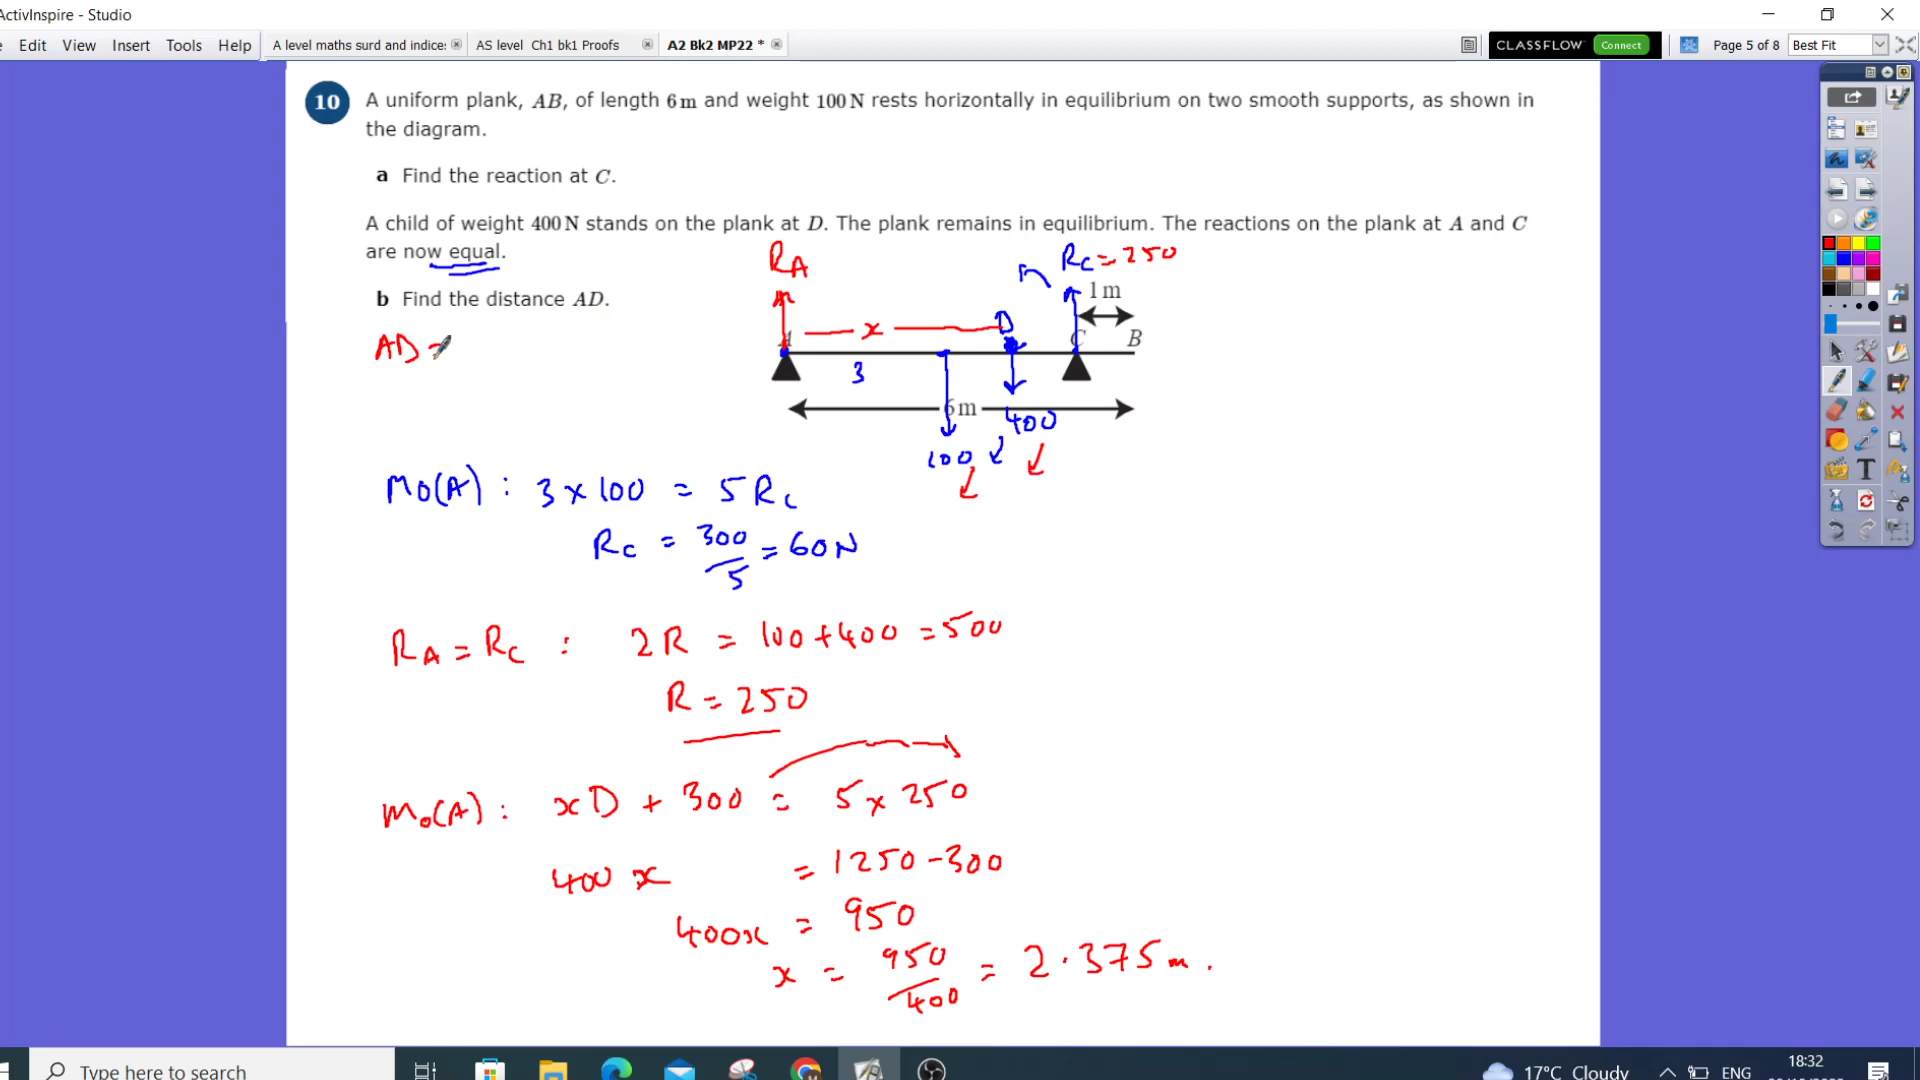 ActivInspire - Studio
Edit View Insert Tools Help
A level maths surd and indices
AS level Ch1 bk1 Proofs
A2 Bk2 MP22 *
CLASSFLOW Connect
Page 5 of 8
Best Fit
10 A uniform plank, AB, of length 6 m and weight 100 N rests horizontally in equilibrium on two smooth supports, as shown in
the diagram.
a Find the reaction at C.
A child of weight 400 N stands on the plank at D. The plank remains in equilibrium. The reactions on the plank at A and C
are now equal.
b Find the distance AD.
RA
RC = 250
1 m
x
D
A
C
B
AD =
3
6 m
400
100
Mo(A) : 3 x 100 = 5 RC
RC = 300/5 = 60N
RA = RC : 2R = 100 + 400 = 500
R = 250
Mo(A) : xD + 300 = 5 x 250
400 x = 1250 - 300
400x = 950
x = 950/400 = 2.375 m.
Type here to search
17°C Cloudy
ENG
18:32